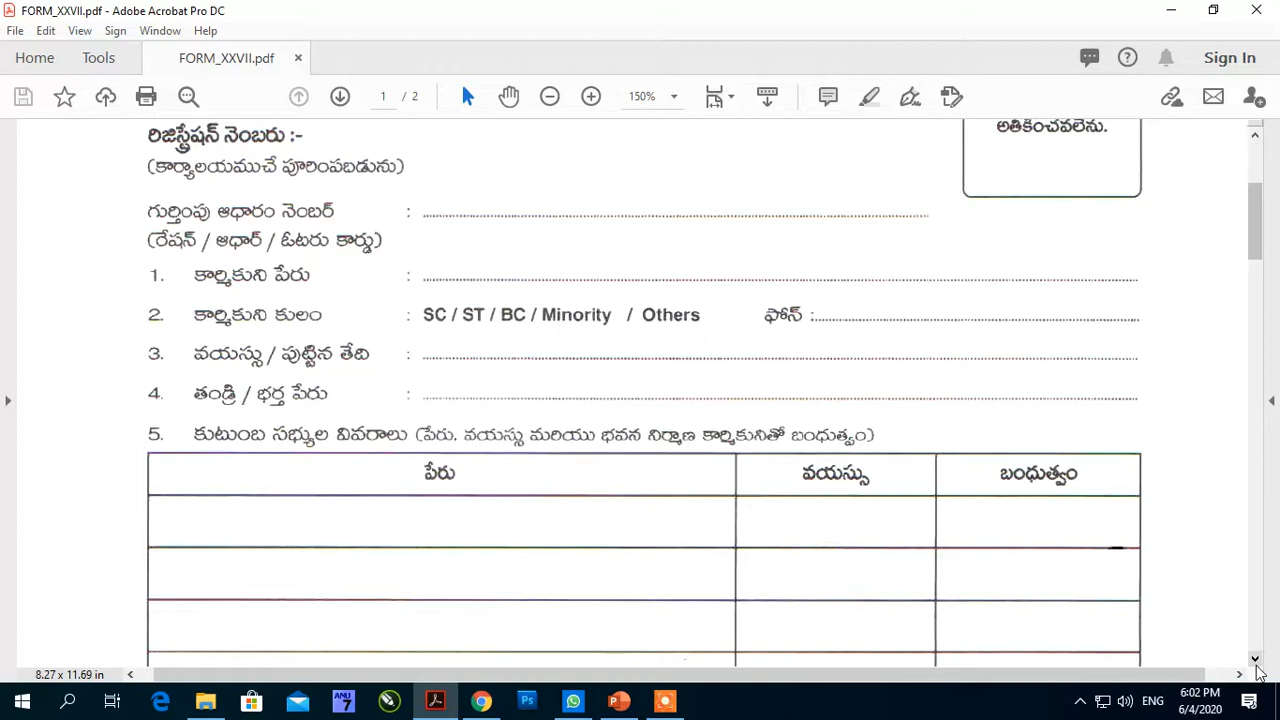 FORM_XXVII.pdf - Adobe Acrobat Pro DC
File Edit View Sign Window Help
Home Tools FORM_XXVII.pdf × Sign In
1 / 2 150%
అతికించవలెను.
రిజిస్ట్రేషన్ నెంబరు :-
(కార్యాలయముచే పూరింపబడును)
గుర్తింపు ఆధారం నెంబర్ :
(రేషన్ / ఆధార్ / ఓటరు కార్డు)
1. కార్మికుని పేరు :
2. కార్మికుని కులం : SC / ST / BC / Minority / Others ఫోన్ :
3. వయస్సు / పుట్టిన తేది :
4. తండ్రి / భర్త పేరు :
5. కుటుంబ సభ్యుల వివరాలు (పేరు. వయస్సు మరియు భవన నిర్మాణ కార్మికునితో బంధుత్వం)
పేరు వయస్సు బంధుత్వం
8.27 x 11.69 in
ANU 7 Ps ENG 6:02 PM
6/4/2020